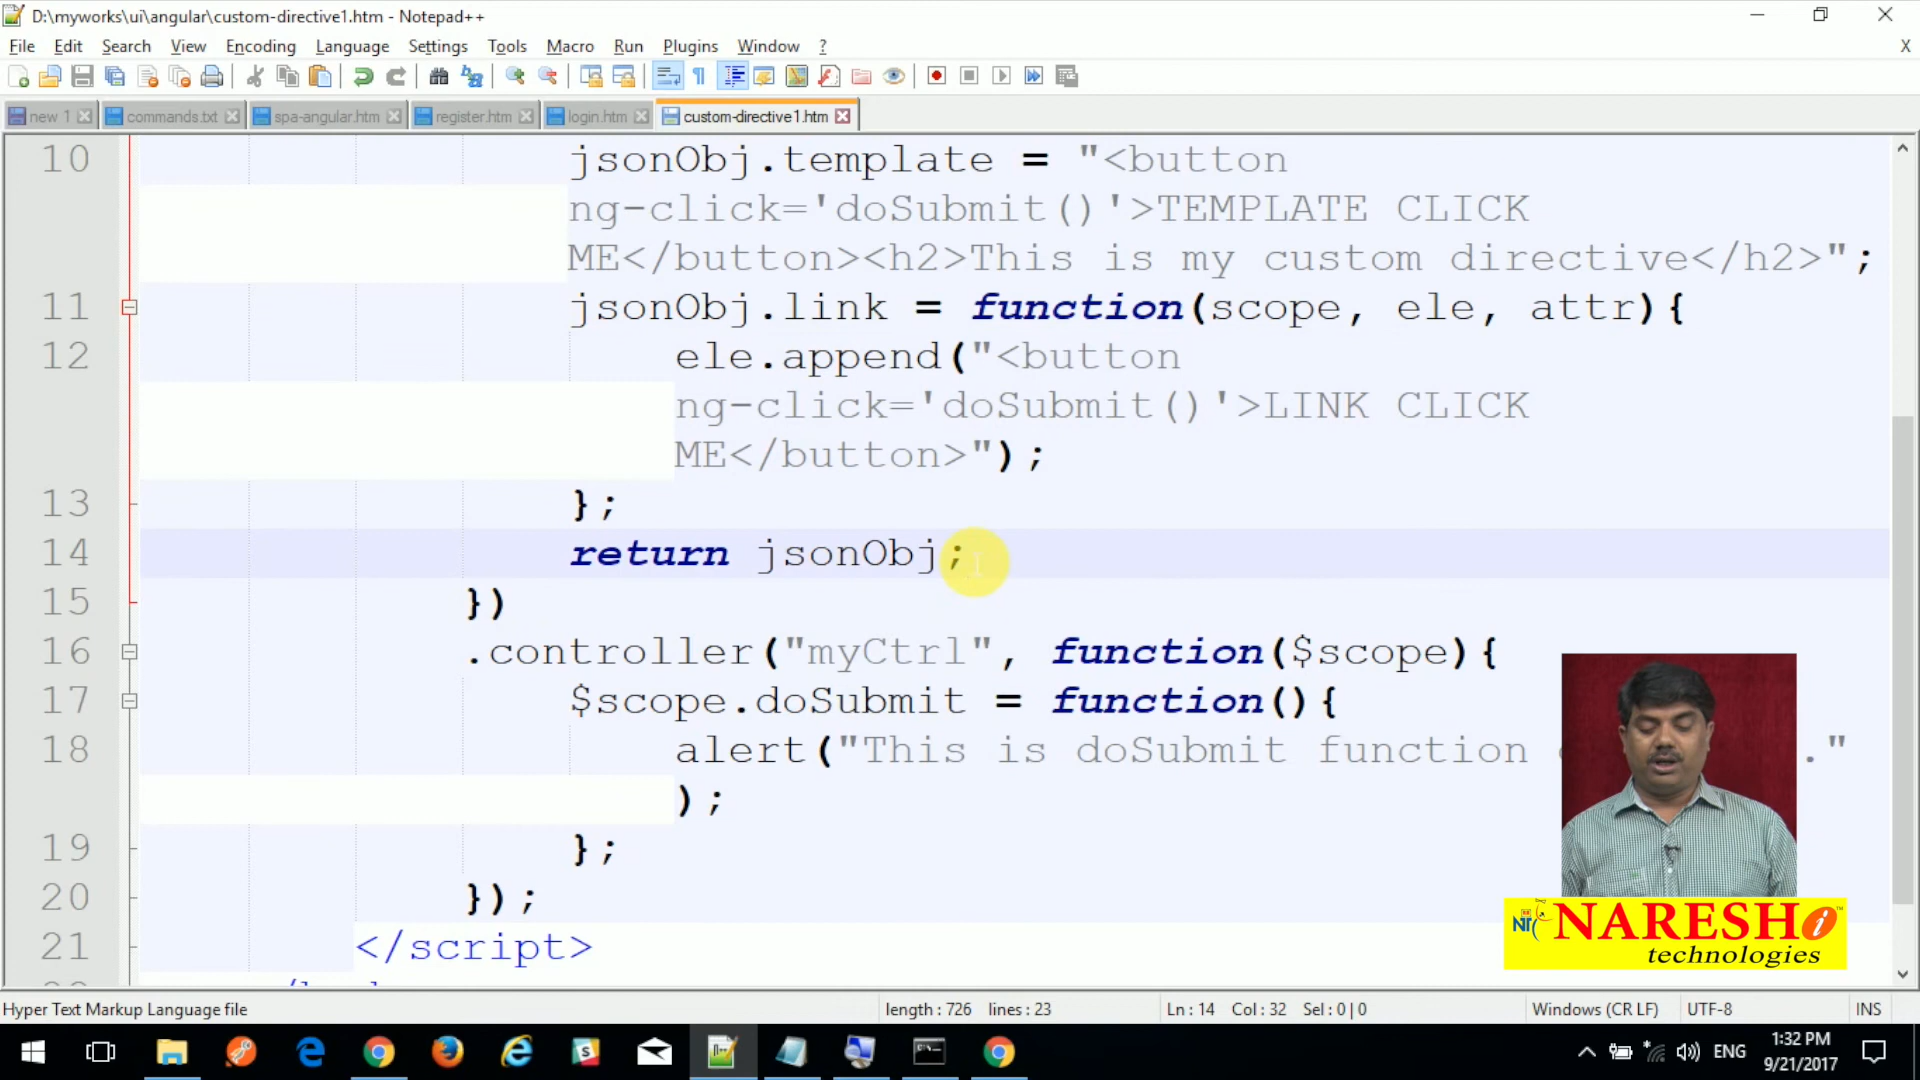 D:\myworks\ui\angular\custom-directive1.htm - Notepad++
File Edit Search View Encoding Language Settings Tools Macro Run Plugins Window ? X
new 1 commands.txt spa-angular.htm register.htm login.htm custom-directive1.htm
10 jsonObj.template = "<button
ng-click='doSubmit()'>TEMPLATE CLICK
ME</button><h2>This is my custom directive</h2>";
11 jsonObj.link = function(scope, ele, attr){
12 ele.append("<button
ng-click='doSubmit()'>LINK CLICK
ME</button>");
13 };
14 return jsonObj;
15 })
16 .controller("myCtrl", function($scope){
17 $scope.doSubmit = function(){
18 alert("This is doSubmit function ."
);
19 };
20 });
21 </script>
NARESH i
technologies
Hyper Text Markup Language file length : 726 lines : 23 Ln : 14 Col : 32 Sel : 0 | 0 Windows (CR LF) UTF-8 INS
ENG 1:32 PM
9/21/2017